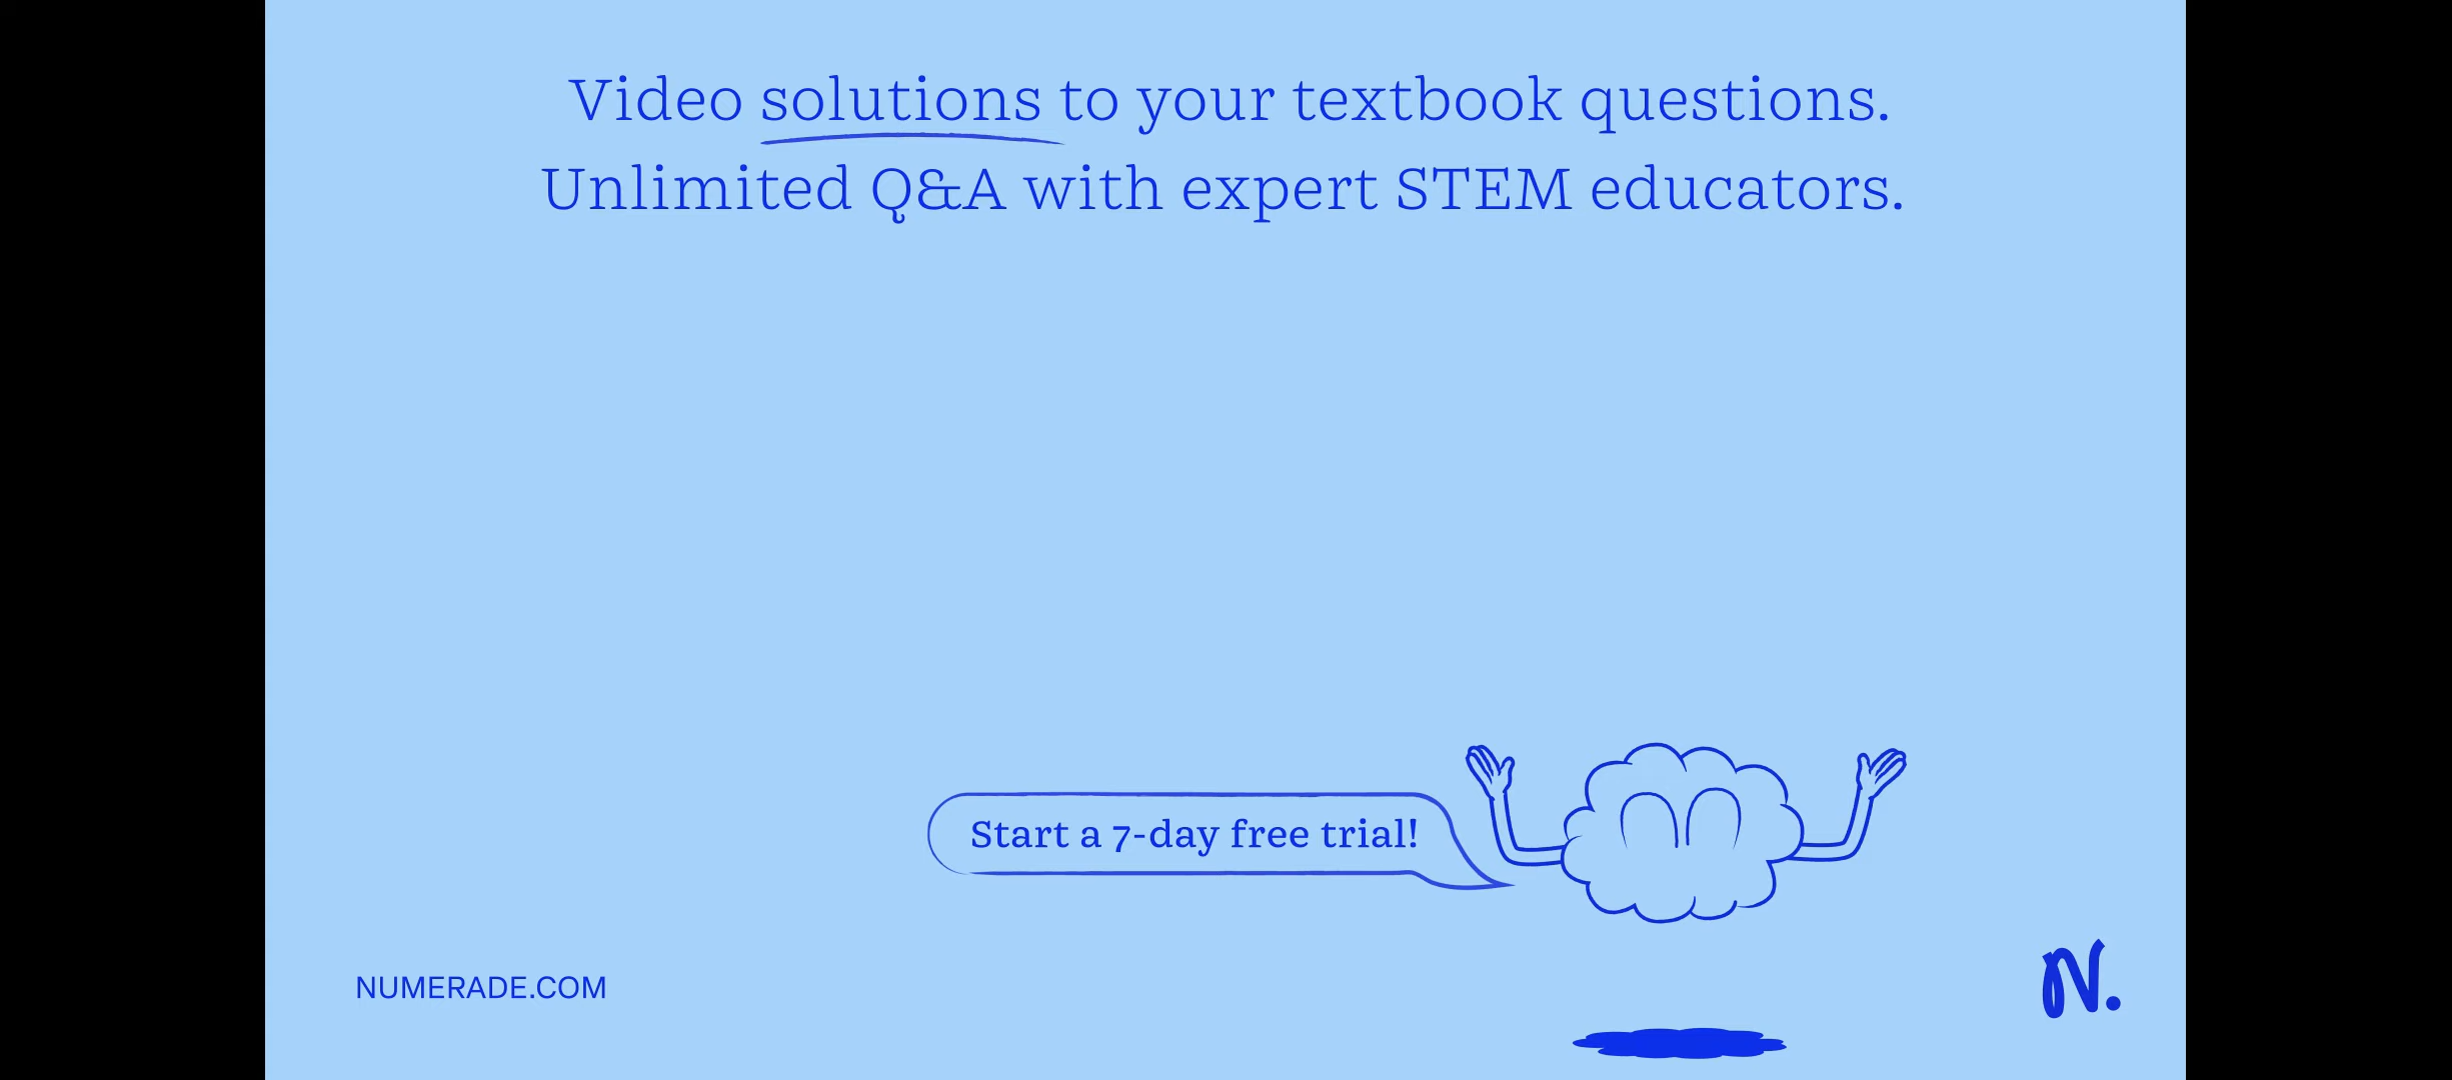 Video solutions to your textbook questions.
Unlimited Q&A with expert STEM educators.
Start a 7-day free trial!
NUMERADE.COM
N.